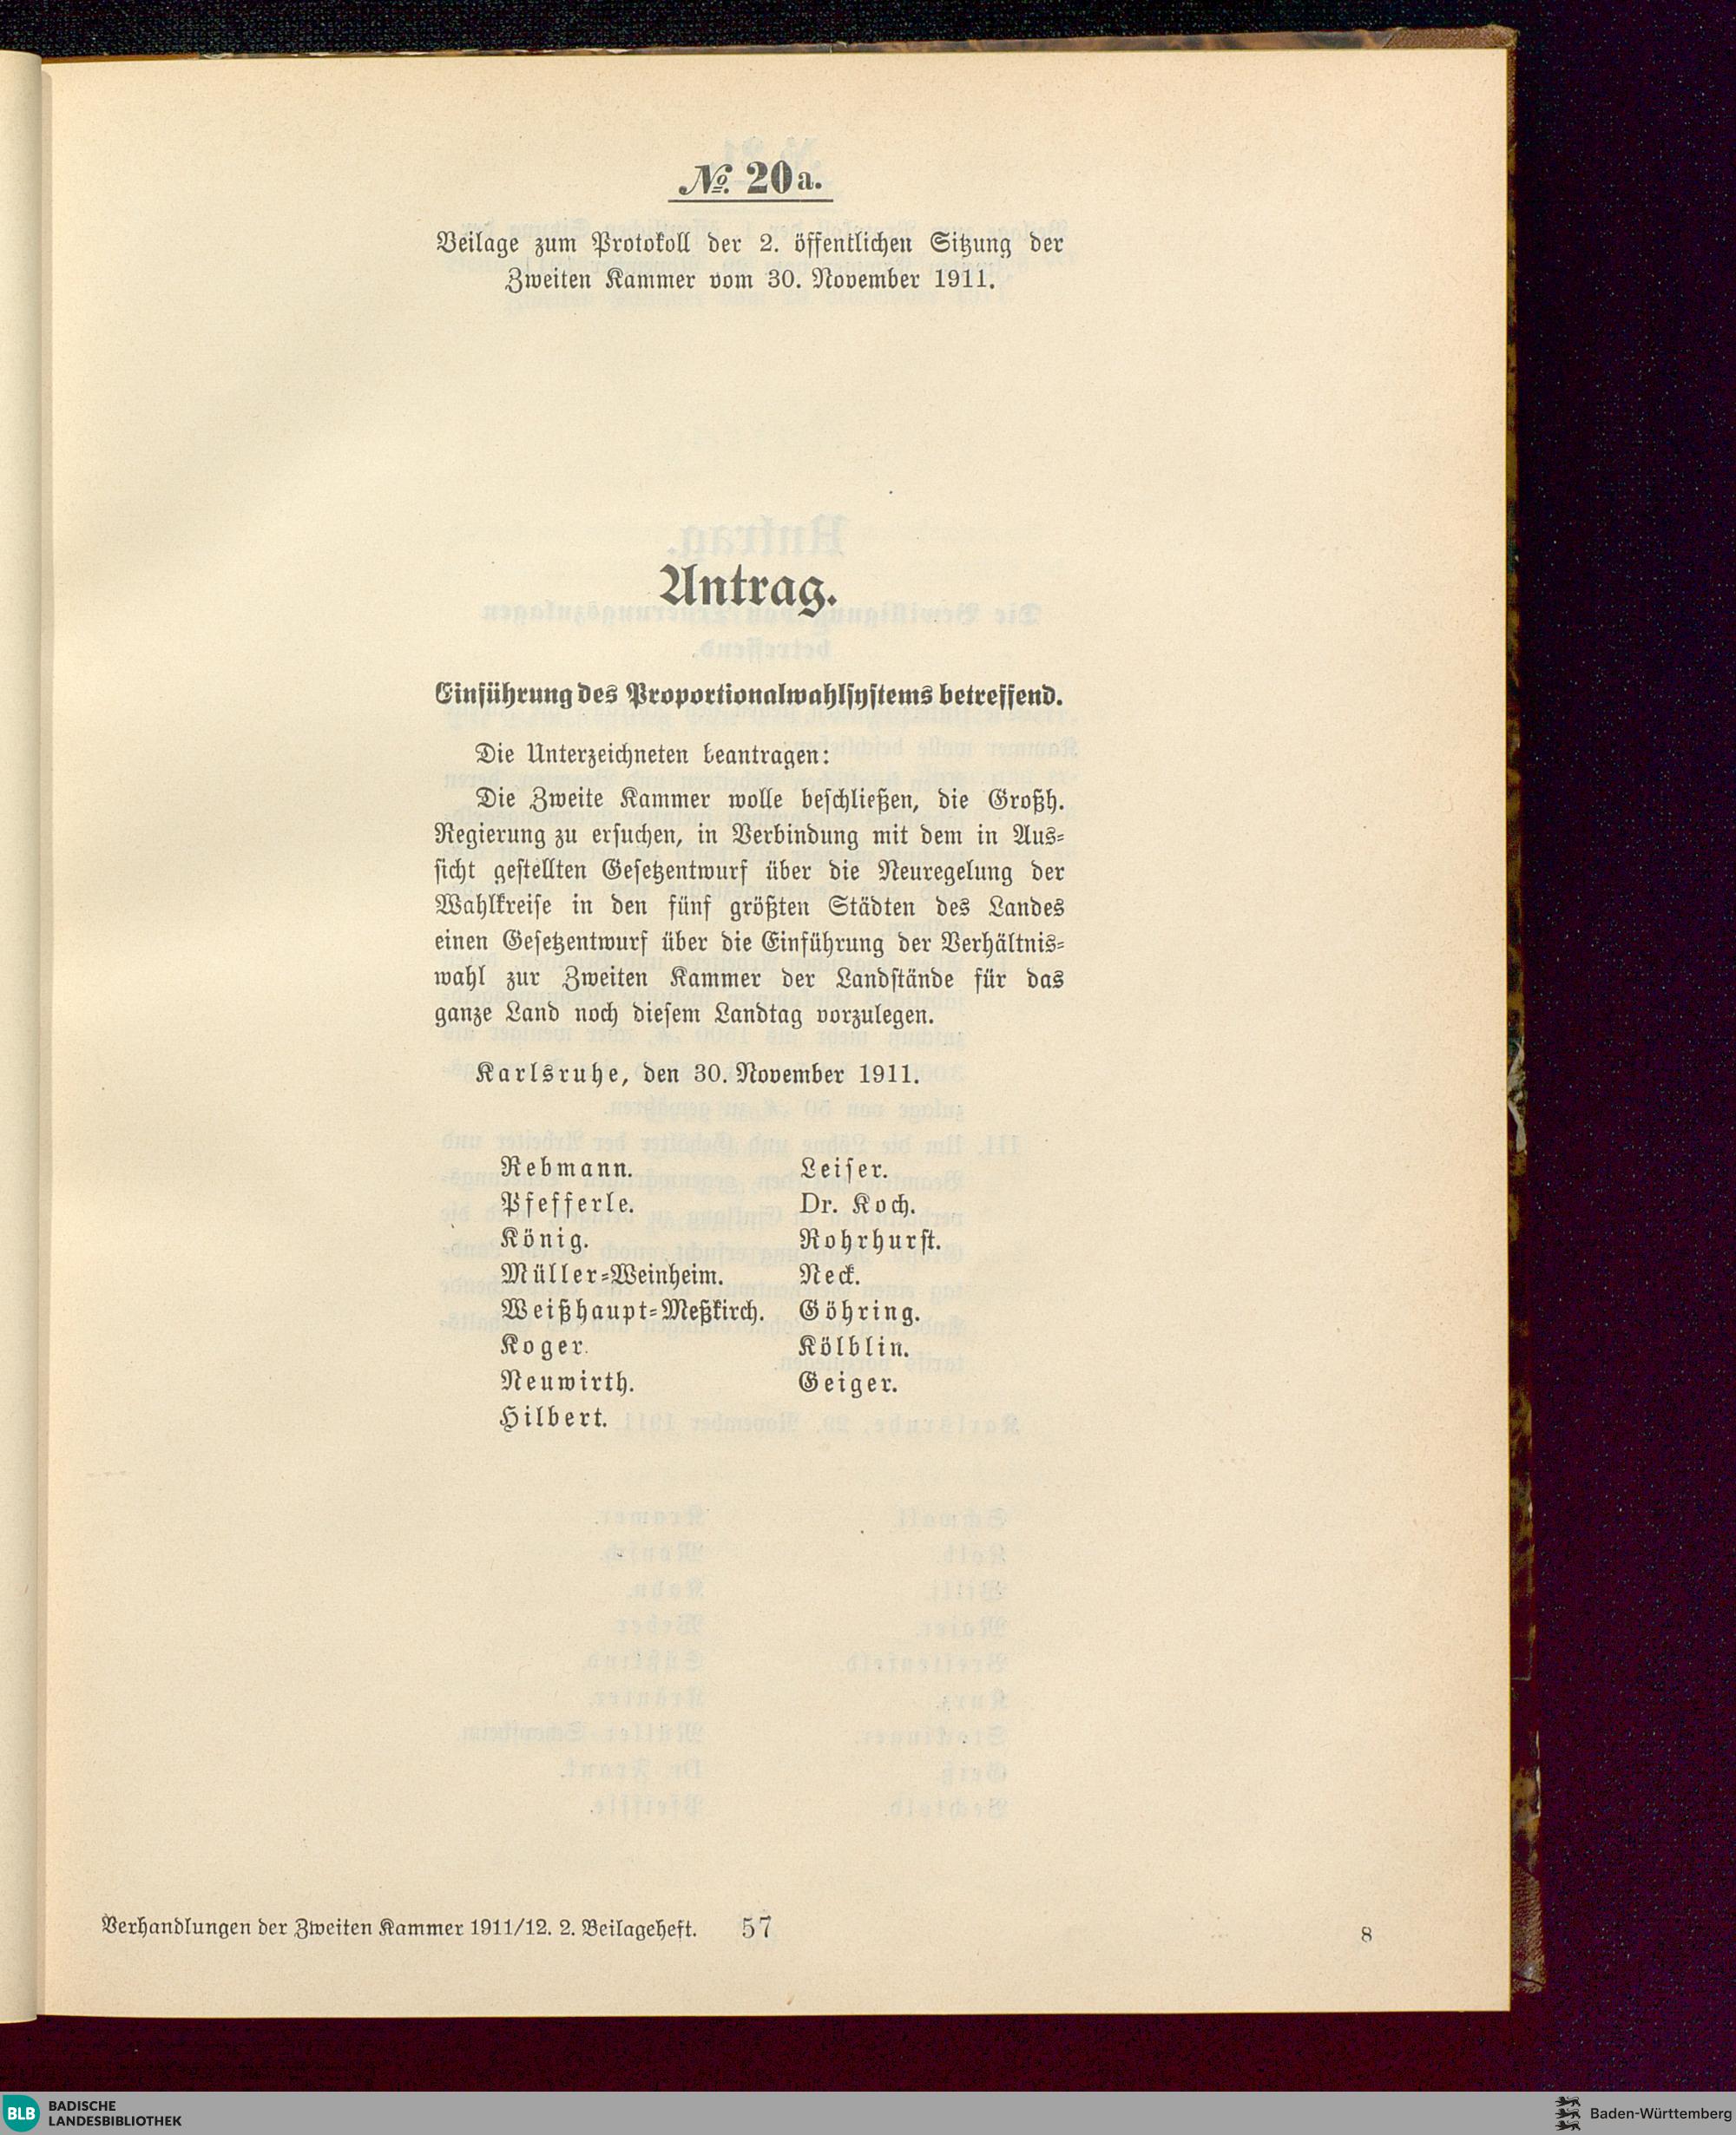 № 20a.
Beilage zum Protokoll der 2. öffentlichen Sitzung der
Zweiten Kammer vom 30. November 1911.
Antrag.
Einführung des Proportionalwahlsystems betreffend.
Die Unterzeichneten beantragen:
Die Zweite Kammer wolle beschließen, die Großh.
Regierung zu ersuchen, in Verbindung mit dem in Aus-
sicht gestellten Gesetzentwurf über die Neuregelung der
Wahlkreise in den fünf größten Städten des Landes
einen Gesetzentwurf über die Einführung der Verhältnis-
wahl zur Zweiten Kammer der Landstände für das
ganze Land noch diesem Landtag vorzulegen.
Karlsruhe, den 30. November 1911.
Rebmann.
Pfefferle.
König.
Müller-Weinheim.
Weißhaupt-Meßkirch.
Koger.
Neuwirth.
Hilbert.
Leiser.
Dr. Koch.
Rohrhurst.
Neck.
Göhring.
Kölblin.
Geiger.
Verhandlungen der Zweiten Kammer 1911/12. 2. Beilageheft. 57 8
BLB BADISCHE
LANDESBIBLIOTHEK
Baden-Württemberg